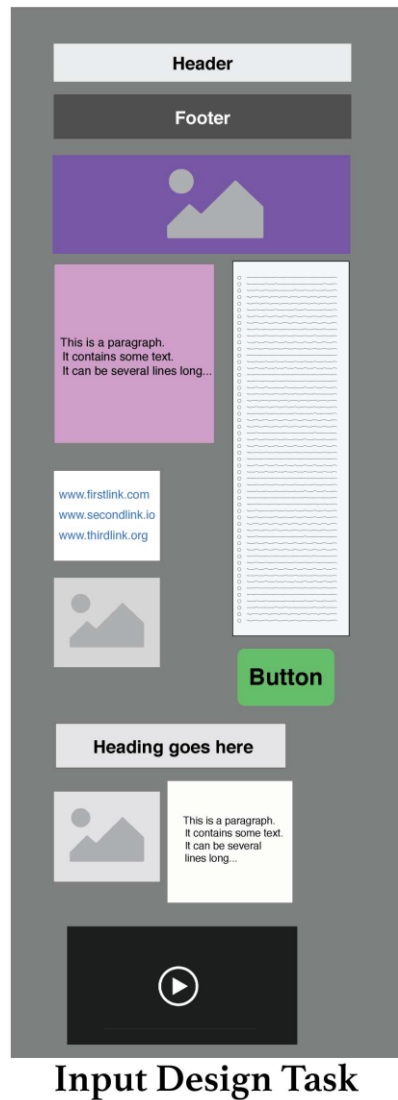 Header
Footer
This is a paragraph.
It contains some text.
It can be several lines long...
www.firstlink.com
www.secondlink.io
www.thirdlink.org
Button
Heading goes here
This is a paragraph.
It contains some text.
It can be several
lines long...
Input Design Task